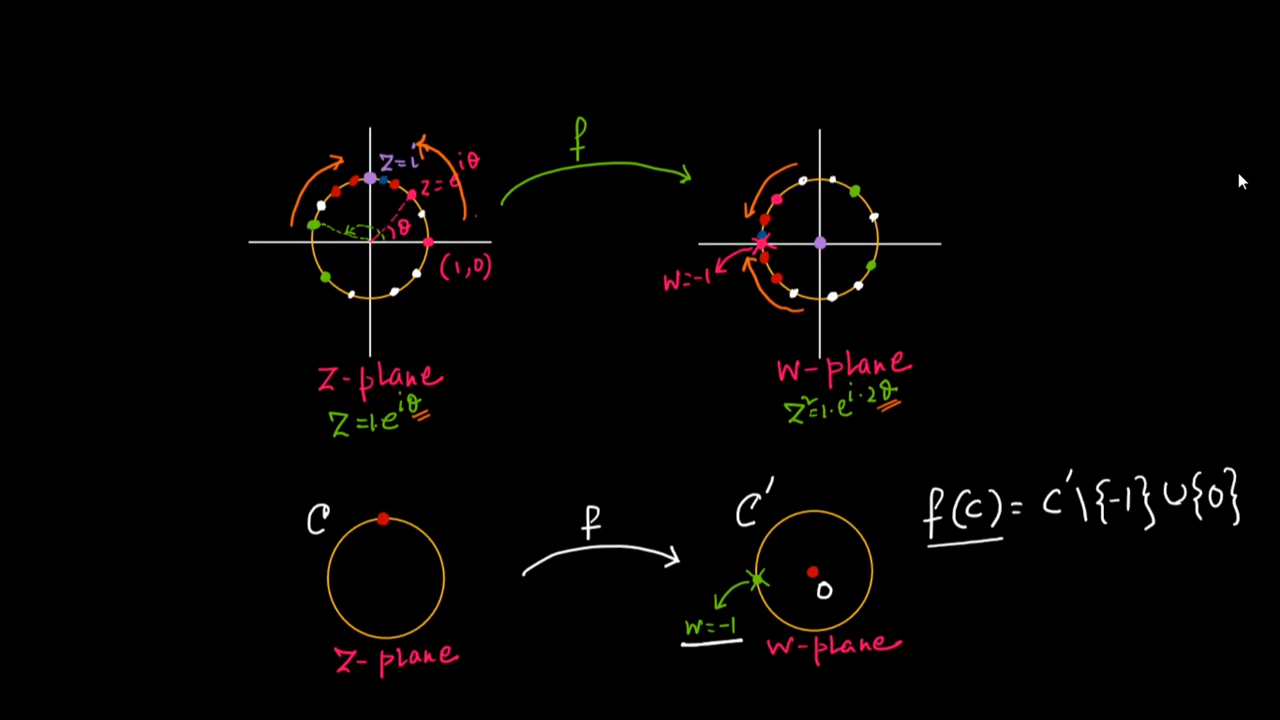 f
z=i
z=e^{iθ}
θ
(1,0)
w=-1
z-plane
z=1.e^{iθ}
w-plane
z²=1.e^{i.2θ}
C
f
C'
f(C)= C'\{-1}∪{0}
0
w=-1
z-plane
w-plane